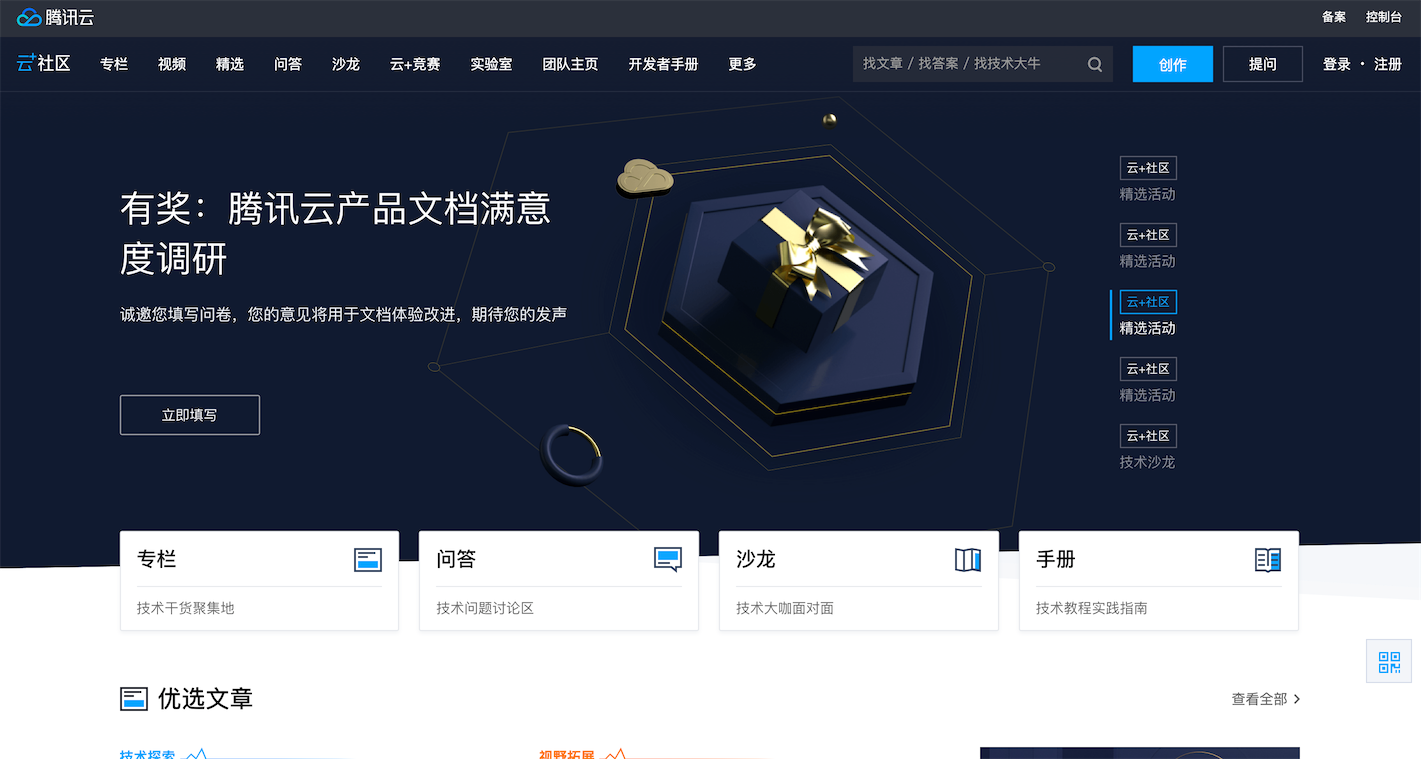 腾讯云
备案 控制台
云+社区 专栏 视频 精选 问答 沙龙 云+竞赛 实验室 团队主页 开发者手册 更多 找文章 / 找答案 / 找技术大牛 创作 提问 登录 · 注册
有奖：腾讯云产品文档满意
度调研
诚邀您填写问卷，您的意见将用于文档体验改进，期待您的发声
立即填写
云+社区
精选活动
云+社区
精选活动
云+社区
精选活动
云+社区
精选活动
云+社区
技术沙龙
专栏
技术干货聚集地
问答
技术问题讨论区
沙龙
技术大咖面对面
手册
技术教程实践指南
优选文章
查看全部
技术探索
视野拓展